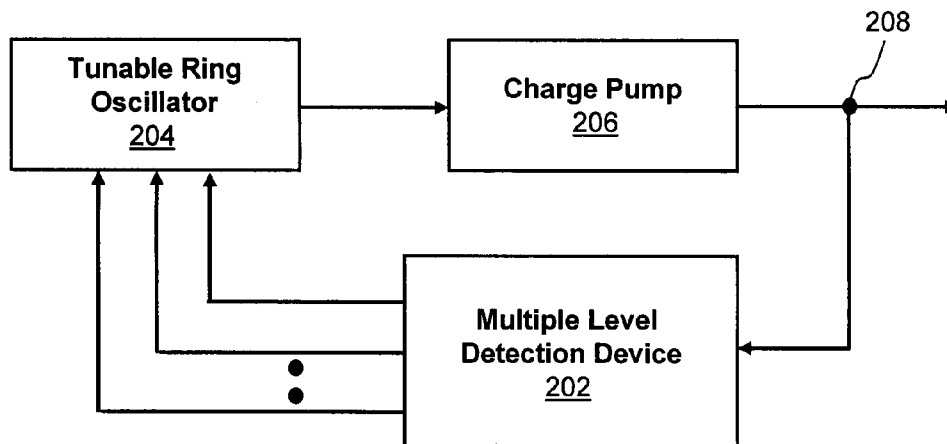 208
Tunable Ring
Oscillator
204
Charge Pump
206
Multiple Level
Detection Device
202